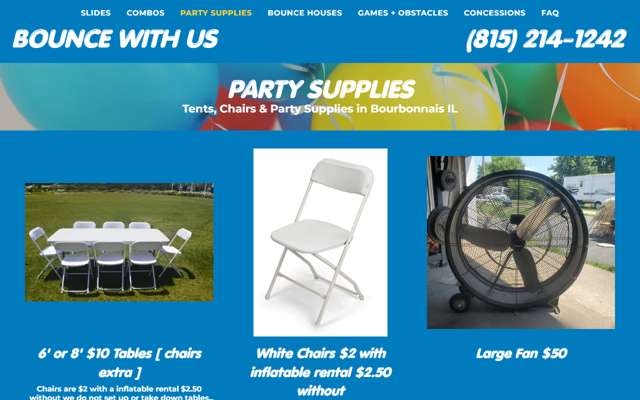 SLIDES COMBOS PARTY SUPPLIES BOUNCE HOUSES GAMES + OBSTACLES CONCESSIONS FAQ
BOUNCE WITH US (815) 214-1242
PARTY SUPPLIES
Tents, Chairs & Party Supplies in Bourbonnais IL
6' or 8' $10 Tables [ chairs
extra ]
Chairs are $2 with a inflatable rental $2.50
without we do not set up or take down tables..
White Chairs $2 with
inflatable rental $2.50
without
Large Fan $50